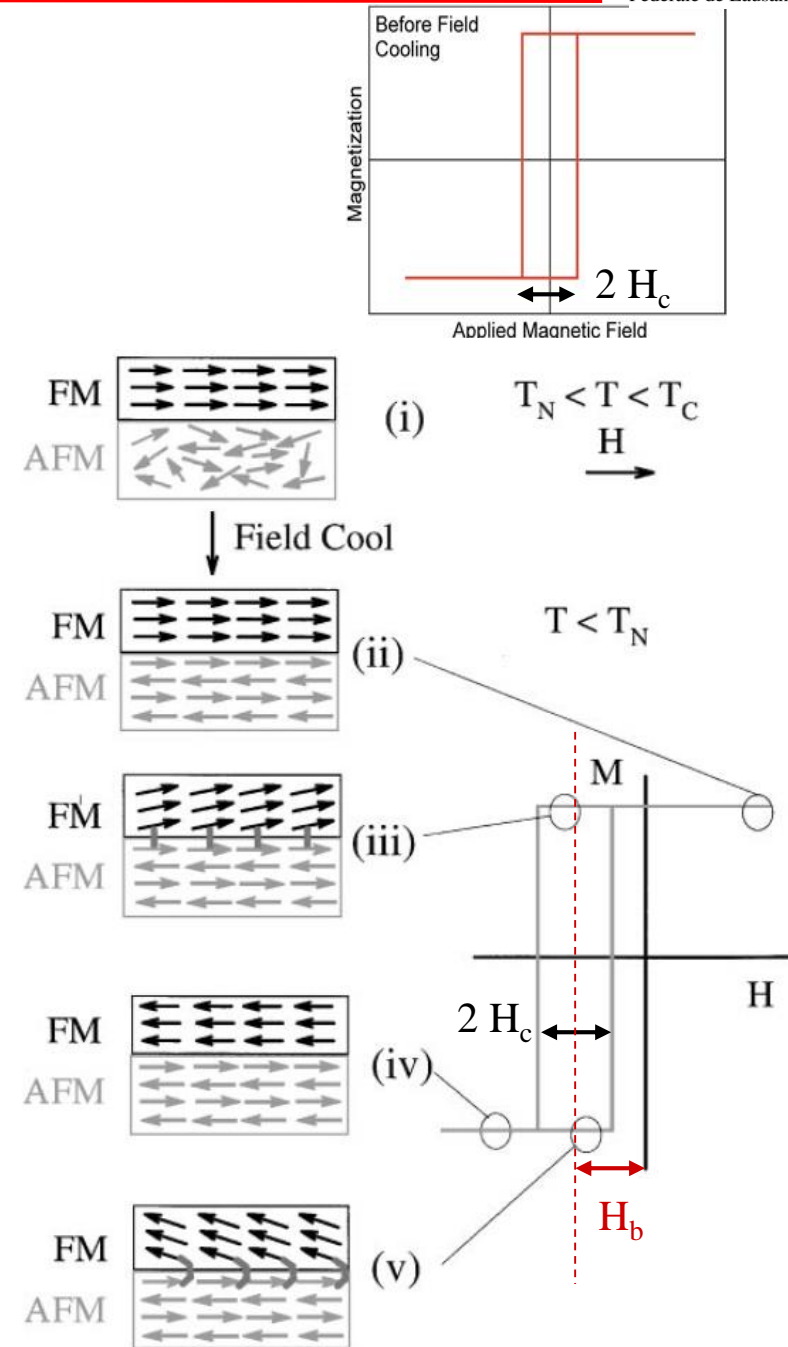 Before Field
Cooling
Magnetization
2 Hc
Applied Magnetic Field
FM
AFM
(i)
TN < T < TC
H
Field Cool
FM
AFM
(ii)
T < TN
FM
AFM
(iii)
M
H
2 Hc
FM
AFM
(iv)
Hb
FM
AFM
(v)